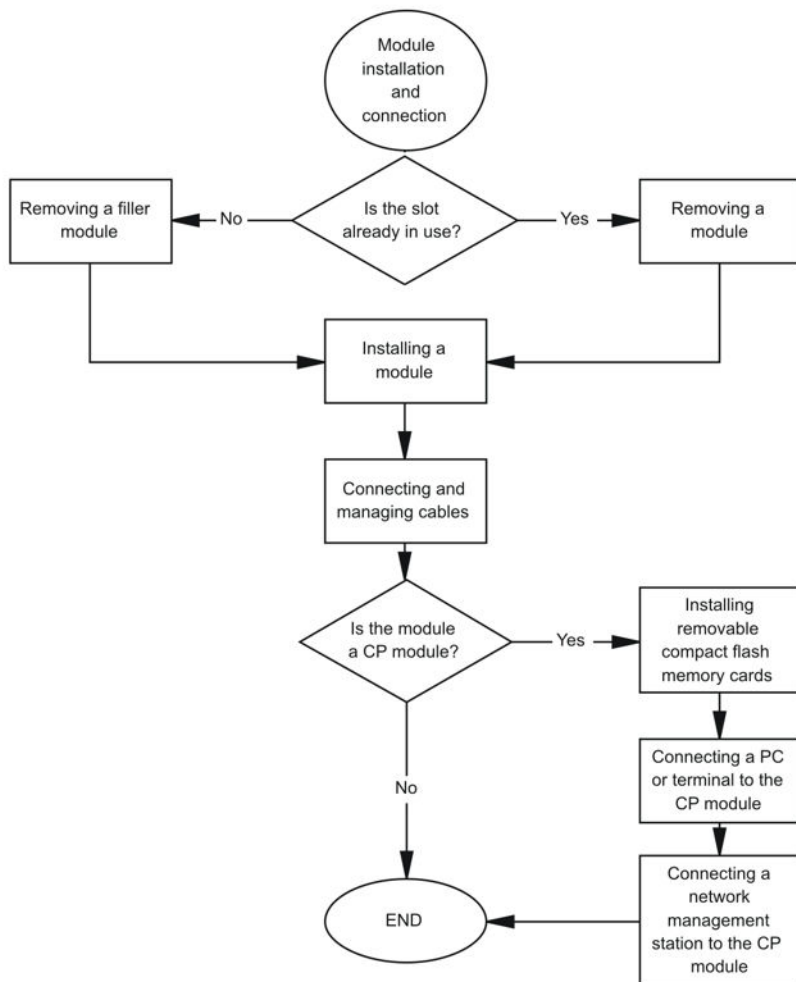 Module
installation
and
connection
Removing a filler
module
No
Is the slot
already in use?
Yes
Removing a
module
Installing a
module
Connecting and
managing cables
Is the module
a CP module?
Yes
Installing
removable
compact flash
memory cards
Connecting a PC
or terminal to the
CP module
No
END
Connecting a
network
management
station to the CP
module